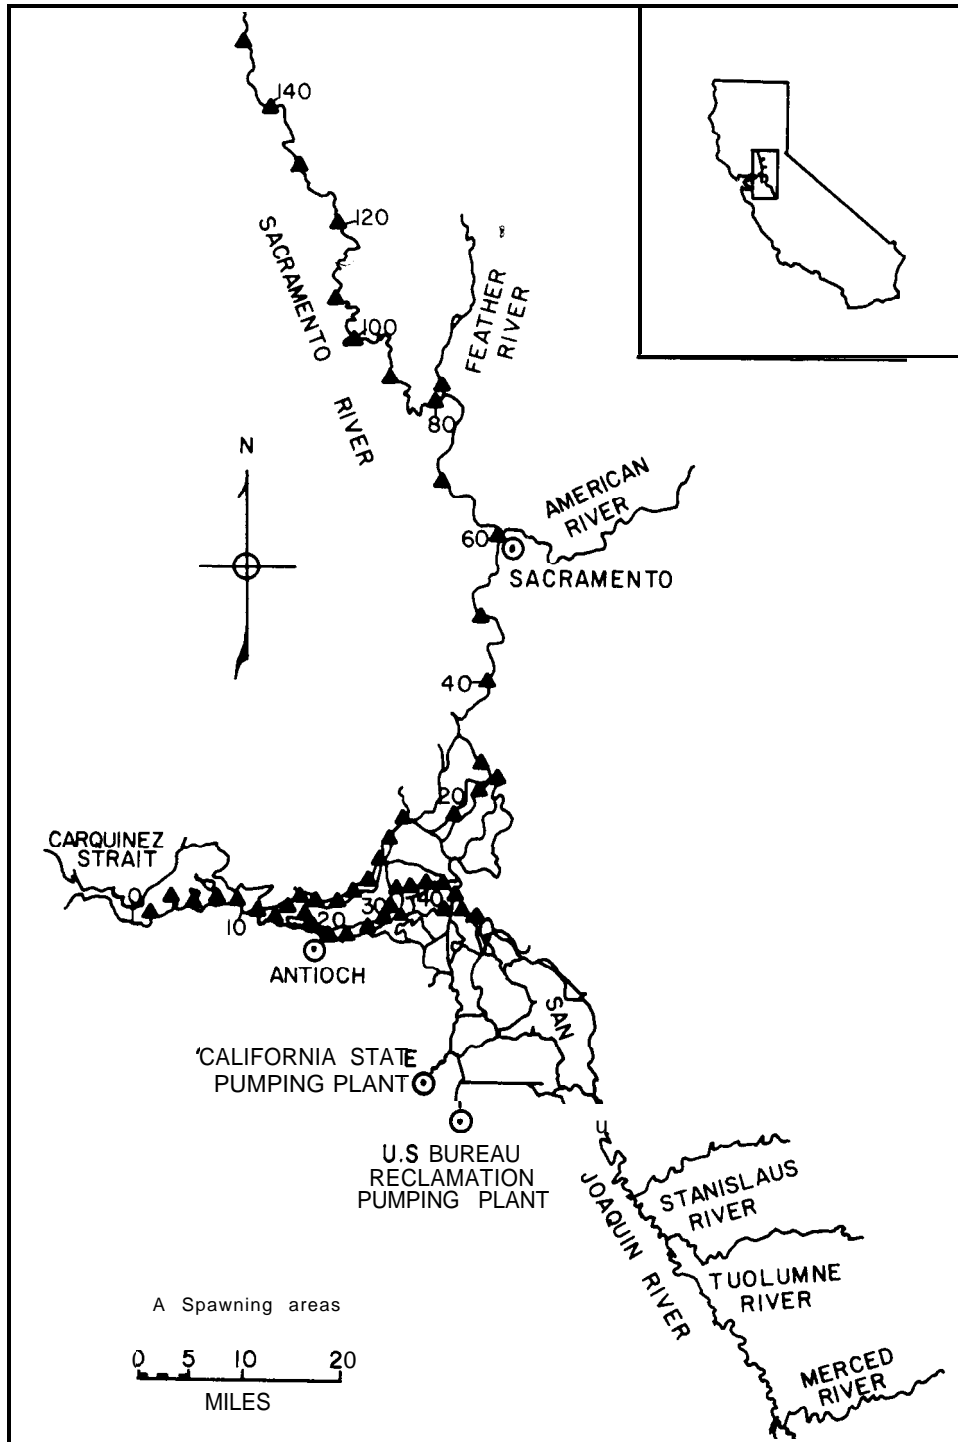 140
120
SACRAMENTO
RIVER
100
FEATHER
RIVER
80
N
AMERICAN
RIVER
60
SACRAMENTO
40
20
CARQUINEZ
STRAIT
0
10
20
30
40
ANTIOCH
SAN
JOAQUIN RIVER
'CALIFORNIA STATE
PUMPING PLANT
U.S BUREAU
RECLAMATION
PUMPING PLANT
STANISLAUS
RIVER
TUOLUMNE
RIVER
MERCED
RIVER
A Spawning areas
0 5 10 20
MILES